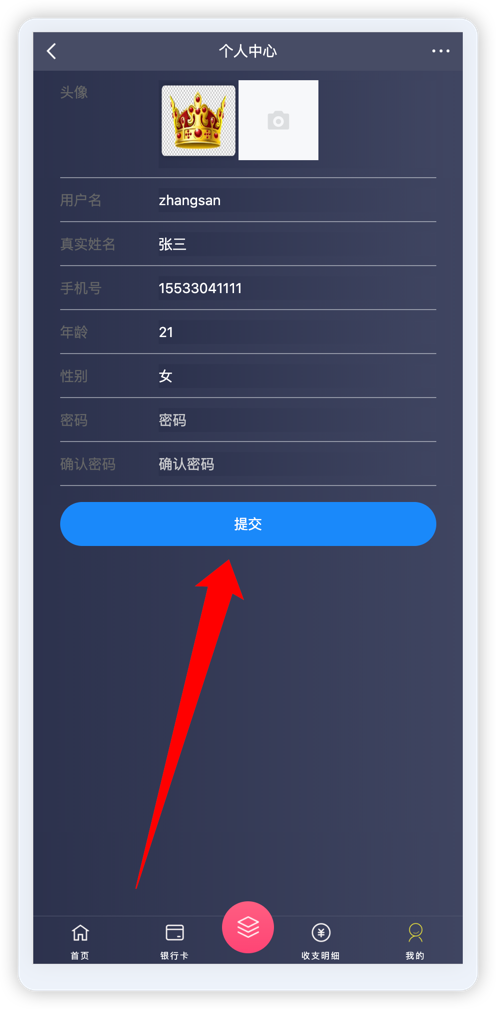 个人中心
头像
用户名 zhangsan
真实姓名 张三
手机号 15533041111
年龄 21
性别 女
密码 密码
确认密码 确认密码
提交
首页 银行卡 收支明细 我的